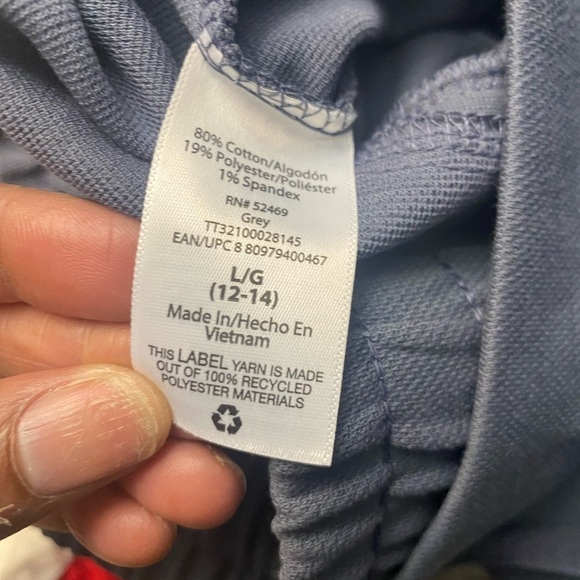 80% Cotton/Algodón
19% Polyester/Poliéster
1% Spandex
RN# 52469
Grey
TT32100028145
EAN/UPC 8 80979400467
L/G
(12-14)
Made In/Hecho En
Vietnam
THIS LABEL YARN IS MADE
OUT OF 100% RECYCLED
POLYESTER MATERIALS